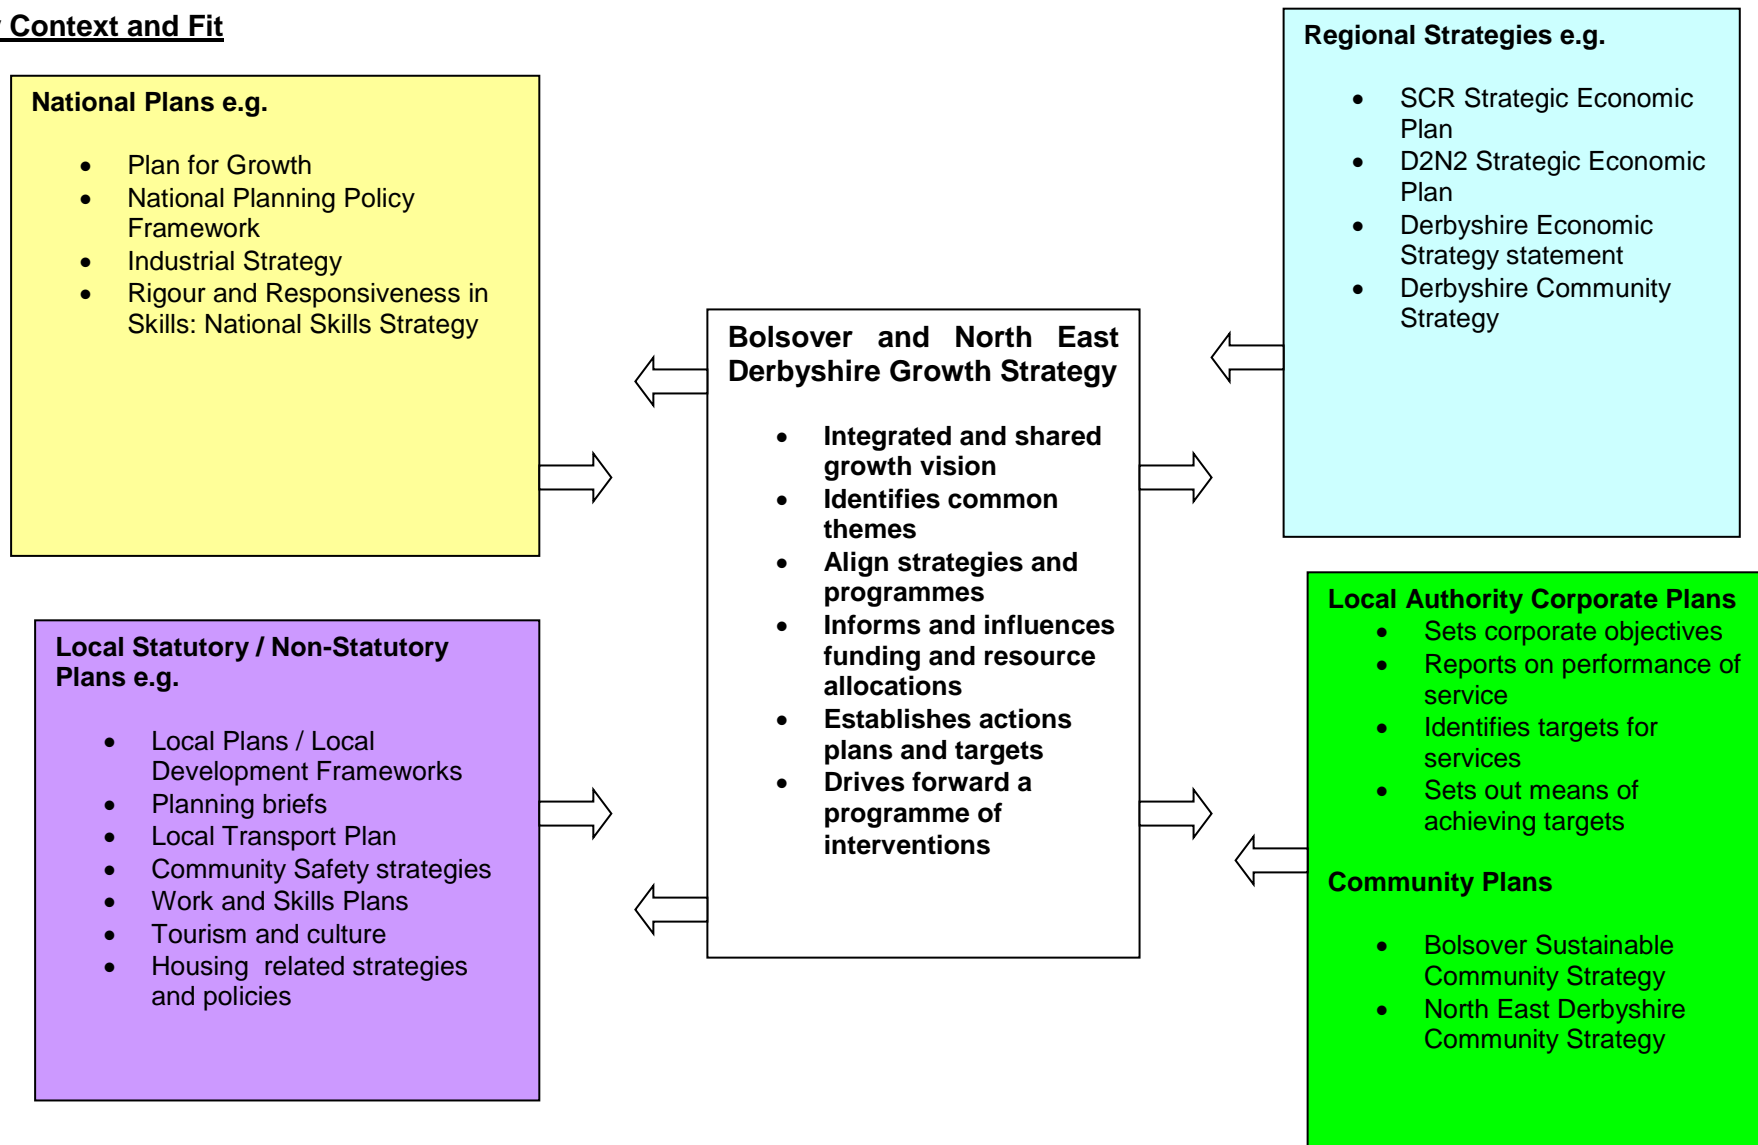 Context and Fit
National Plans e.g.
• Plan for Growth
• National Planning Policy
Framework
• Industrial Strategy
• Rigour and Responsiveness in
Skills: National Skills Strategy
Regional Strategies e.g.
• SCR Strategic Economic
Plan
• D2N2 Strategic Economic
Plan
• Derbyshire Economic
Strategy statement
• Derbyshire Community
Strategy
Bolsover and North East
Derbyshire Growth Strategy
• Integrated and shared
growth vision
• Identifies common
themes
• Align strategies and
programmes
• Informs and influences
funding and resource
allocations
• Establishes actions
plans and targets
• Drives forward a
programme of
interventions
Local Statutory / Non-Statutory
Plans e.g.
• Local Plans / Local
Development Frameworks
• Planning briefs
• Local Transport Plan
• Community Safety strategies
• Work and Skills Plans
• Tourism and culture
• Housing related strategies
and policies
Local Authority Corporate Plans
• Sets corporate objectives
• Reports on performance of
service
• Identifies targets for
services
• Sets out means of
achieving targets
Community Plans
• Bolsover Sustainable
Community Strategy
• North East Derbyshire
Community Strategy